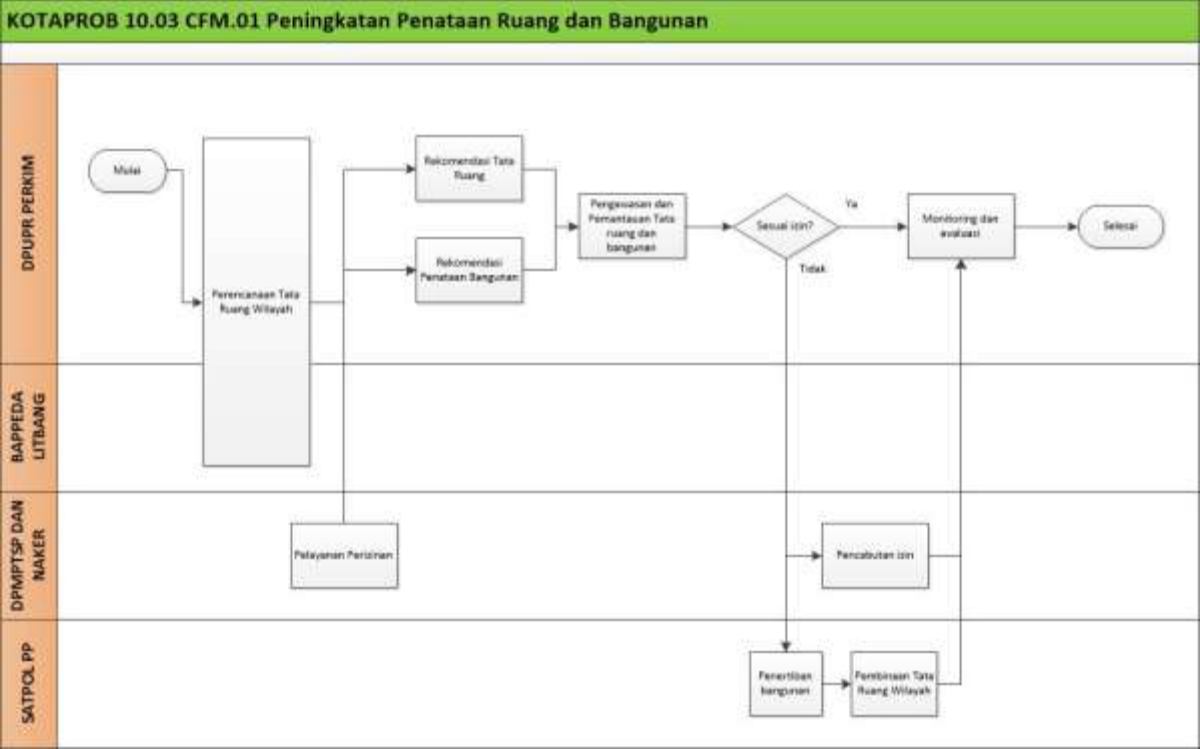 KOTAPROB 10.03 CFM.01 Peningkatan Penataan Ruang dan Bangunan
DPUPR PERKIM
Mulai
Perencanaan Tata
Ruang Wilayah
Rekomendasi Tata
Ruang
Rekomendasi
Penataan Bangunan
Pengawasan dan
Pemantauan Tata
ruang dan
bangunan
Sesuai izin?
Ya
Tidak
Monitoring dan
evaluasi
Selesai
BAPPEDA
LITBANG
DPMPTSP DAN
NAKER
Pelayanan Perizinan
Pencabutan izin
SATPOL PP
Penertiban
bangunan
Pembinaan Tata
Ruang Wilayah